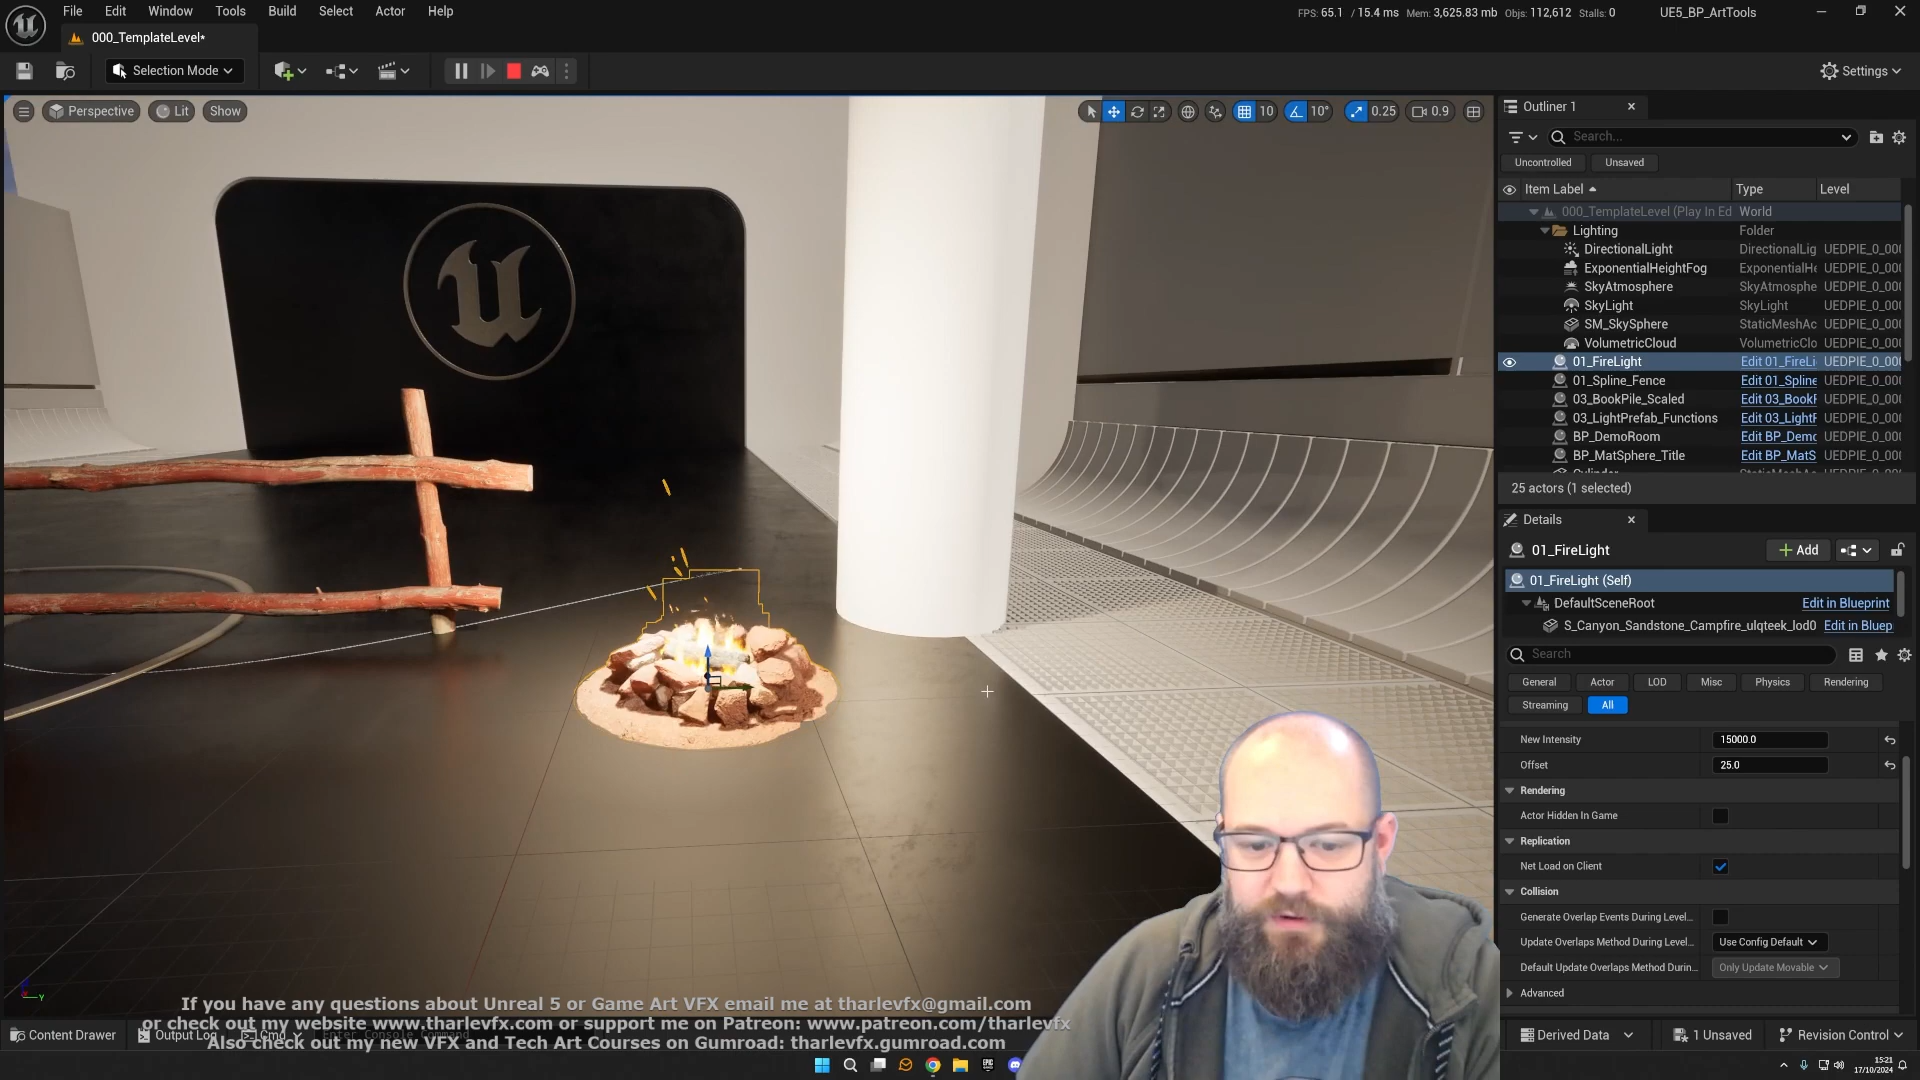 File Edit Window Tools Build Select Actor Help
FPS: 65.1 / 15.4 ms Mem: 3,625.83 mb Objs: 112,612 Stalls: 0
UE5_BP_ArtTools
000_TemplateLevel*
Selection Mode
Settings
Perspective Lit Show
10 10° 0.25 0.9
Outliner 1
Search...
Uncontrolled Unsaved
Item Label Type Level
000_TemplateLevel (Play In Ed World
Lighting Folder
DirectionalLight DirectionalLig UEDPIE_0_000
ExponentialHeightFog ExponentialHe UEDPIE_0_000
SkyAtmosphere SkyAtmosphe UEDPIE_0_000
SkyLight SkyLight UEDPIE_0_000
SM_SkySphere StaticMeshAc UEDPIE_0_000
VolumetricCloud VolumetricClo UEDPIE_0_000
01_FireLight Edit 01_FireLi UEDPIE_0_000
01_Spline_Fence Edit 01_Spline UEDPIE_0_000
03_BookPile_Scaled Edit 03_BookP UEDPIE_0_000
03_LightPrefab_Functions Edit 03_LightP UEDPIE_0_000
BP_DemoRoom Edit BP_Demo UEDPIE_0_000
BP_MatSphere_Title Edit BP_MatS UEDPIE_0_000
25 actors (1 selected)
Details
01_FireLight
Add
01_FireLight (Self)
DefaultSceneRoot Edit in Blueprint
S_Canyon_Sandstone_Campfire_ulqteek_lod0 Edit in Bluep
Search
General Actor LOD Misc Physics Rendering
Streaming All
New Intensity 15000.0
Offset 25.0
Rendering
Actor Hidden In Game
Replication
Net Load on Client
Collision
Generate Overlap Events During Level...
Update Overlaps Method During Level... Use Config Default
Default Update Overlaps Method Durin... Only Update Movable
Advanced
If you have any questions about Unreal 5 or Game Art VFX email me at tharlevfx@gmail.com
or check out my website www.tharlevfx.com or support me on Patreon: www.patreon.com/tharlevfx
Also check out my new VFX and Tech Art Courses on Gumroad: tharlevfx.gumroad.com
Content Drawer Output Log Cmd Enter Console Command
Derived Data 1 Unsaved Revision Control
15:21
17/10/2024